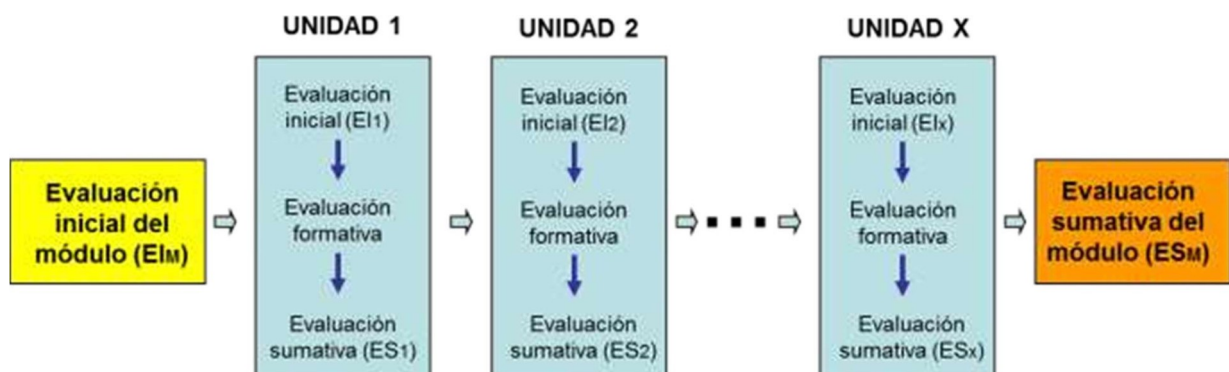 UNIDAD 1
UNIDAD 2
UNIDAD X
Evaluación
inicial del
módulo (EIM)
Evaluación
inicial (EI1)
Evaluación
formativa
Evaluación
sumativa (ES1)
Evaluación
inicial (EI2)
Evaluación
formativa
Evaluación
sumativa (ES2)
Evaluación
inicial (EIx)
Evaluación
formativa
Evaluación
sumativa (ESx)
Evaluación
sumativa del
módulo (ESM)